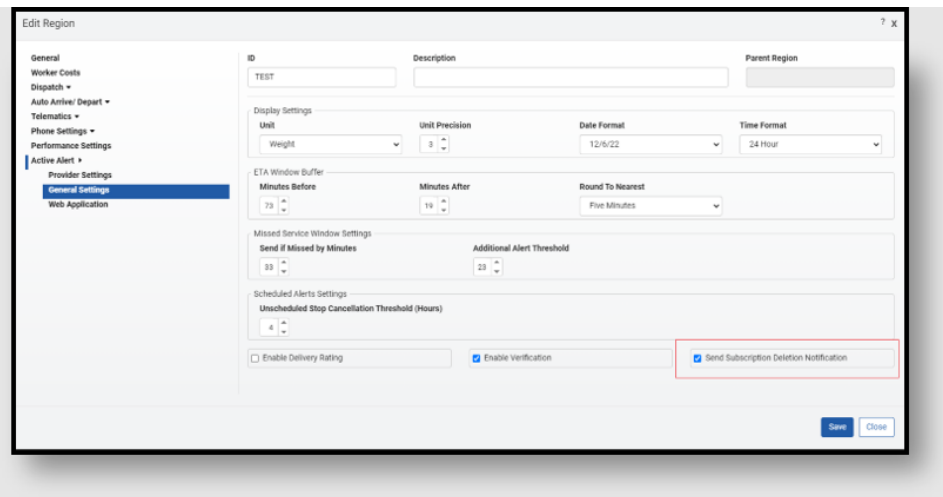 Edit Region
? x
General
Worker Costs
Dispatch
Auto Arrive/ Depart
Telematics
Phone Settings
Performance Settings
Active Alert
Provider Settings
General Settings
Web Application
ID
Description
Parent Region
TEST
Display Settings
Unit
Unit Precision
Date Format
Time Format
Weight
3
12/6/22
24 Hour
ETA Window Buffer
Minutes Before
Minutes After
Round To Nearest
73
19
Five Minutes
Missed Service Window Settings
Send if Missed by Minutes
Additional Alert Threshold
33
23
Scheduled Alerts Settings
Unscheduled Stop Cancellation Threshold (Hours)
4
Enable Delivery Rating
Enable Verification
Send Subscription Deletion Notification
Save
Close